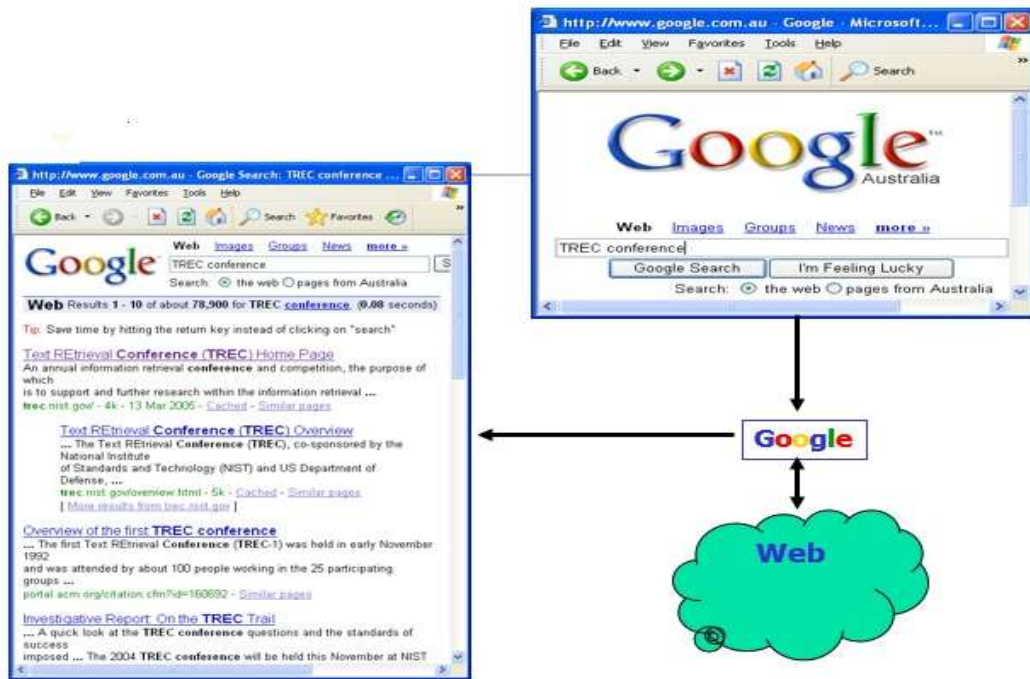 http://www.google.com.au - Google - Microsoft...
File Edit View Favorites Tools Help
Back Search
Google™
Australia
Web Images Groups News more »
TREC conference
Google Search I'm Feeling Lucky
Search: the web pages from Australia
http://www.google.com.au - Google Search: TREC conference ...
File Edit View Favorites Tools Help
Back Search Favorites
Google
Web Images Groups News more »
TREC conference S
Search: the web pages from Australia
Web Results 1 - 10 of about 78,900 for TREC conference. (0.08 seconds)
Tip: Save time by hitting the return key instead of clicking on "search"
Text REtrieval Conference (TREC) Home Page
An annual information retrieval conference and competition, the purpose of
which
is to support and further research within the information retrieval ...
trec.nist.gov/ - 4k - 13 Mar 2005 - Cached - Similar pages
Text REtrieval Conference (TREC) Overview
... The Text REtrieval Conference (TREC), co-sponsored by the
National Institute
of Standards and Technology (NIST) and US Department of
Defense, ...
trec.nist.gov/overview.html - 5k - Cached - Similar pages
[ More results from trec.nist.gov ]
Overview of the first TREC conference
... The first Text REtrieval Conference (TREC-1) was held in early November
1992
and was attended by about 100 people working in the 25 participating
groups ...
portal.acm.org/citation.cfm?id=160692 - Similar pages
Investigative Report: On the TREC Trail
... A quick look at the TREC conference questions and the standards of
success
imposed ... The 2004 TREC conference will be held this November at NIST
Google
Web